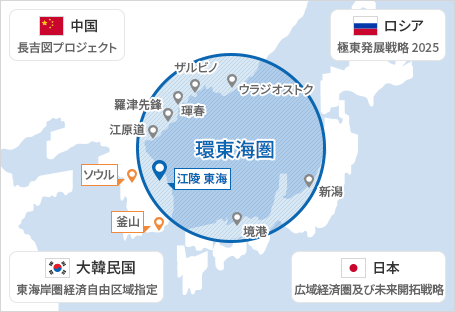 中国
長吉図プロジェクト
ロシア
極東発展戦略 2025
ザルビノ
ウラジオストク
羅津先鋒
琿春
江原道
環東海圏
ソウル
江陵 東海
新潟
釜山
境港
大韓民国
東海岸圏経済自由区域指定
日本
広域経済圏及び未来開拓戦略